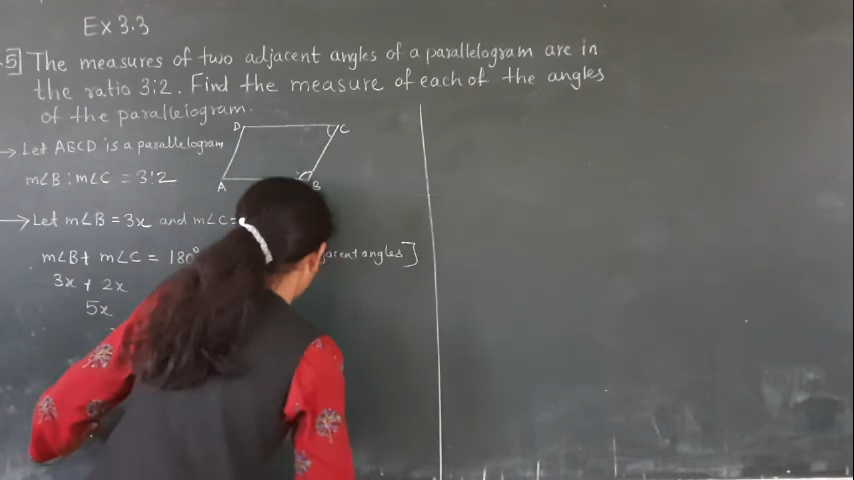 Ex 3.3
5] The measures of two adjacent angles of a parallelogram are in
the ratio 3:2. Find the measure of each of the angles
of the parallelogram.
D C
→ Let ABCD is a parallelogram
m∠B : m∠C = 3:2
A B
→ Let m∠B = 3x and m∠C =
m∠B + m∠C = 180° angles]
3x + 2x
5x